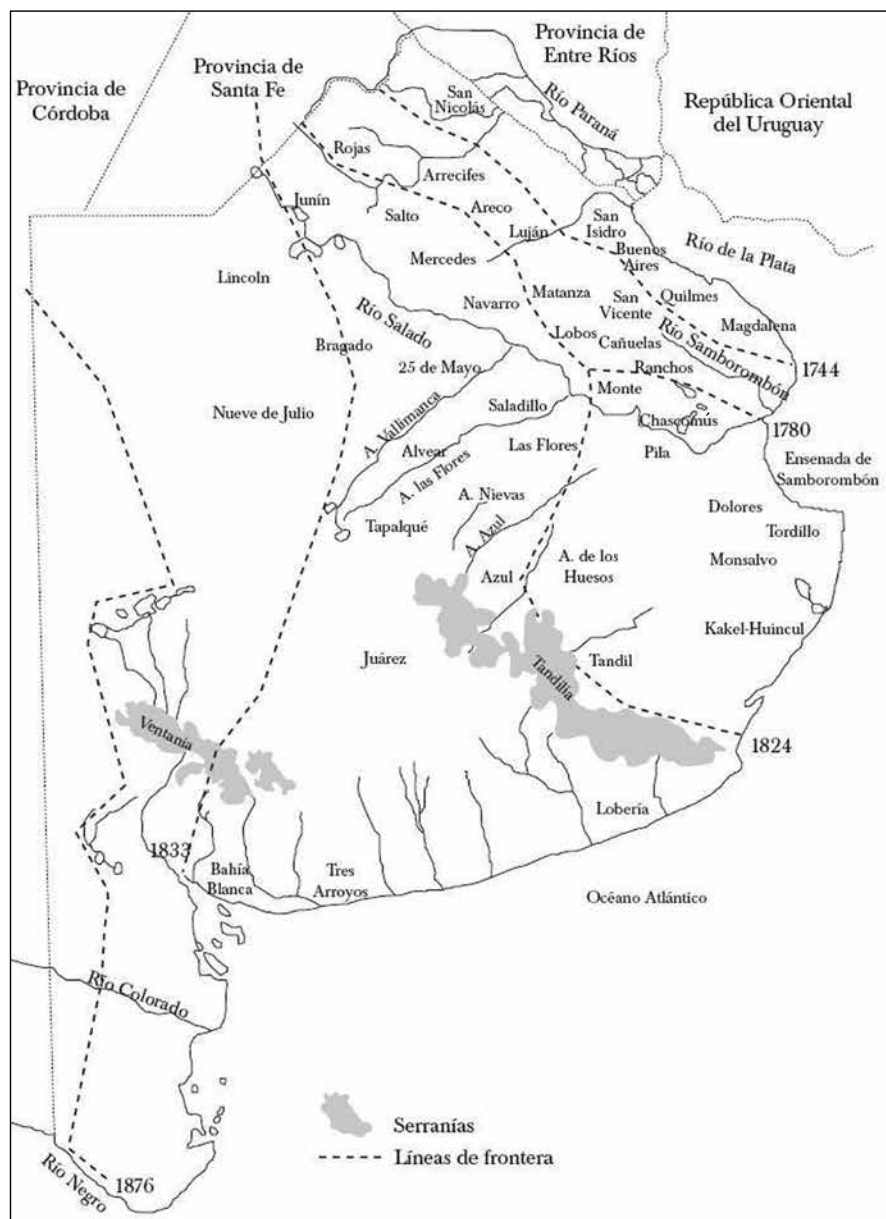 Provincia de
Entre Ríos
Provincia de
Córdoba
Provincia de
Santa Fe
República Oriental
del Uruguay
Río Paraná
San
Nicolás
Rojas
Arrecifes
Junín
Salto
Areco
Luján
San
Isidro
Buenos
Aires
Río de la Plata
Mercedes
Lincoln
Navarro
Matanza
San
Vicente
Quilmes
Magdalena
Río Salado
Bragado
Lobos
Cañuelas
Río Samborombón
25 de Mayo
Ranchos
1744
Monte
Nueve de Julio
A. Vallimanca
Saladillo
Chascomús
1780
Alvear
Las Flores
Pila
Ensenada de
Samborombón
A. las Flores
A. Nievas
Dolores
Tapalqué
A. Azul
Tordillo
Azul
A. de los
Huesos
Monsalvo
Kakel-Huincul
Juárez
Tandil
Tandilia
Ventanía
1824
Lobería
1833
Bahía
Blanca
Tres
Arroyos
Océano Atlántico
Río Colorado
Serranías
Líneas de frontera
Río Negro
1876